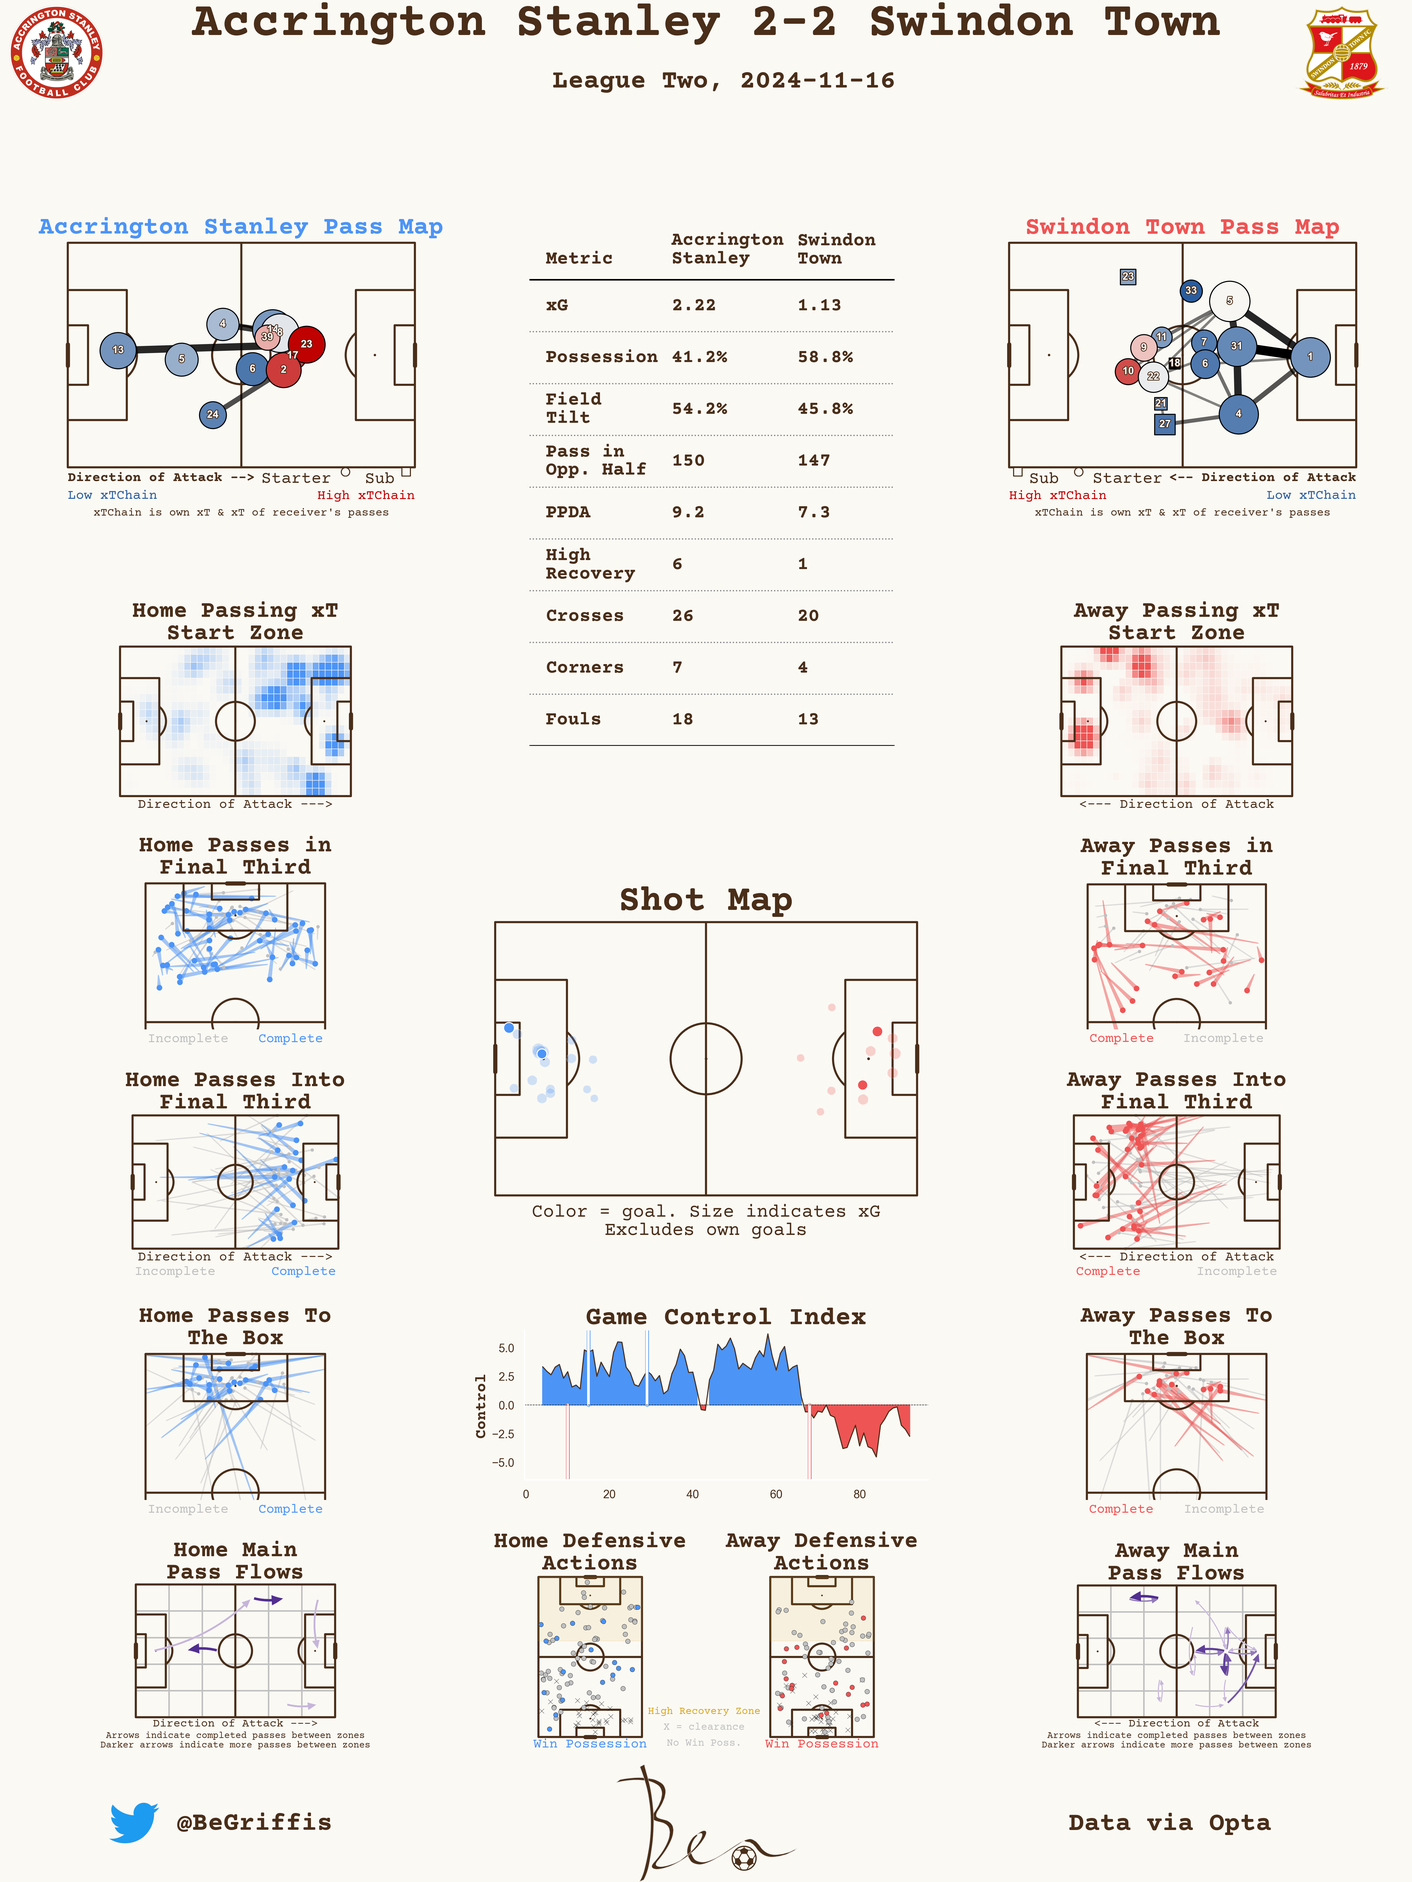 Accrington Stanley 2-2 Swindon Town
League Two, 2024-11-16
ACCRINGTON STANLEY
FOOTBALL CLUB
SWINDON TOWN FC
1879
Salubritas Et Industria
Accrington Stanley Pass Map
4
14
8
39
23
13
5
17
6
2
24
Direction of Attack --> Starter Sub
Low xTChain High xTChain
xTChain is own xT & xT of receiver's passes
Metric Accrington Stanley Swindon Town
xG 2.22 1.13
Possession 41.2% 58.8%
Field Tilt 54.2% 45.8%
Pass in Opp. Half 150 147
PPDA 9.2 7.3
High Recovery 6 1
Crosses 26 20
Corners 7 4
Fouls 18 13
Swindon Town Pass Map
23
33
5
11
7
31
9
1
18
6
10
22
21
4
27
Sub Starter <-- Direction of Attack
High xTChain Low xTChain
xTChain is own xT & xT of receiver's passes
Home Passing xT
Start Zone
Direction of Attack --->
Away Passing xT
Start Zone
<--- Direction of Attack
Home Passes in
Final Third
Incomplete Complete
Away Passes in
Final Third
Complete Incomplete
Shot Map
Color = goal. Size indicates xG
Excludes own goals
Home Passes Into
Final Third
Direction of Attack --->
Incomplete Complete
Away Passes Into
Final Third
<--- Direction of Attack
Complete Incomplete
Home Passes To
The Box
Incomplete Complete
Game Control Index
Control
5.0
2.5
0.0
−2.5
−5.0
0 20 40 60 80
Away Passes To
The Box
Complete Incomplete
Home Main
Pass Flows
Direction of Attack --->
Arrows indicate completed passes between zones
Darker arrows indicate more passes between zones
Home Defensive
Actions
Win Possession
High Recovery Zone
X = clearance
No Win Poss.
Away Defensive
Actions
Win Possession
Away Main
Pass Flows
<--- Direction of Attack
Arrows indicate completed passes between zones
Darker arrows indicate more passes between zones
@BeGriffis
Ben
Data via Opta